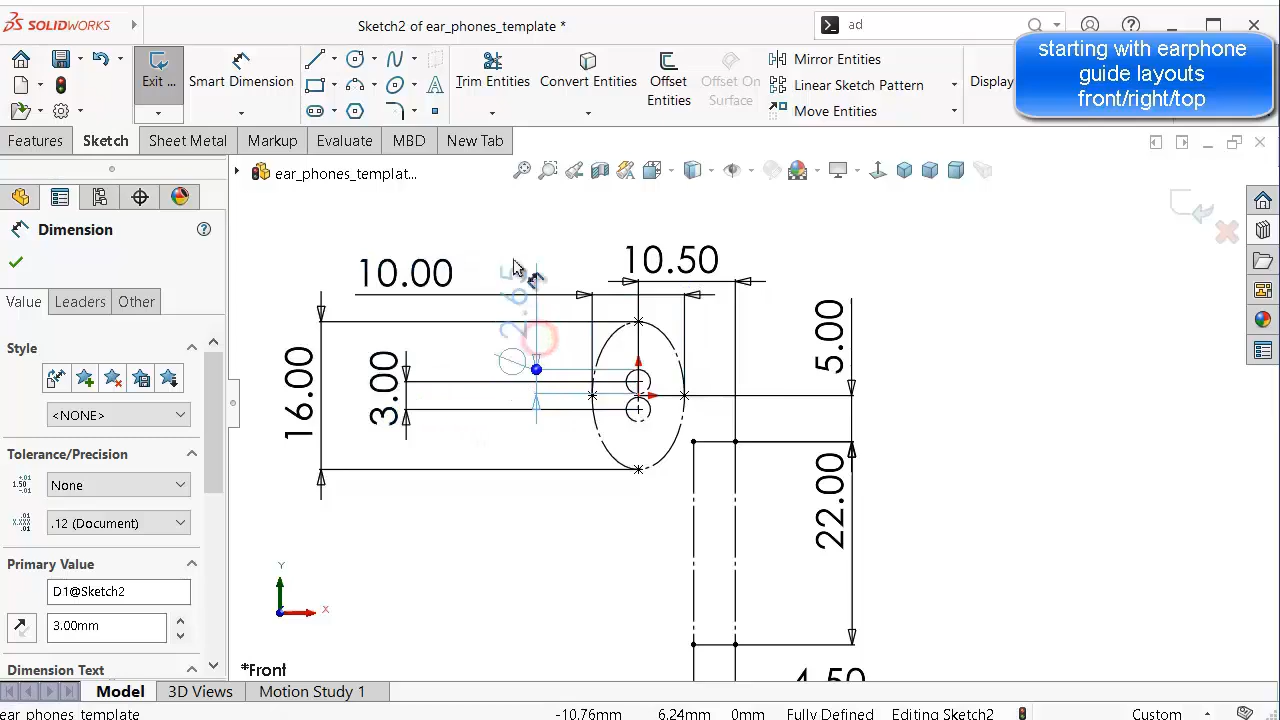 SOLIDWORKS
Sketch2 of ear_phones_template *
ad
starting with earphone
guide layouts
front/right/top
Exit ...
Smart Dimension
Trim Entities
Convert Entities
Offset
Entities
Offset On
Surface
Mirror Entities
Linear Sketch Pattern
Move Entities
Display
Features
Sketch
Sheet Metal
Markup
Evaluate
MBD
New Tab
ear_phones_templat...
Dimension
Value
Leaders
Other
Style
<NONE>
Tolerance/Precision
None
.12 (Document)
Primary Value
D1@Sketch2
3.00mm
Dimension Text
10.00
2.65
10.50
5.00
16.00
3.00
22.00
4.50
Y
X
*Front
Model
3D Views
Motion Study 1
ear_phones_template
-10.76mm
6.24mm
0mm
Fully Defined
Editing Sketch2
Custom